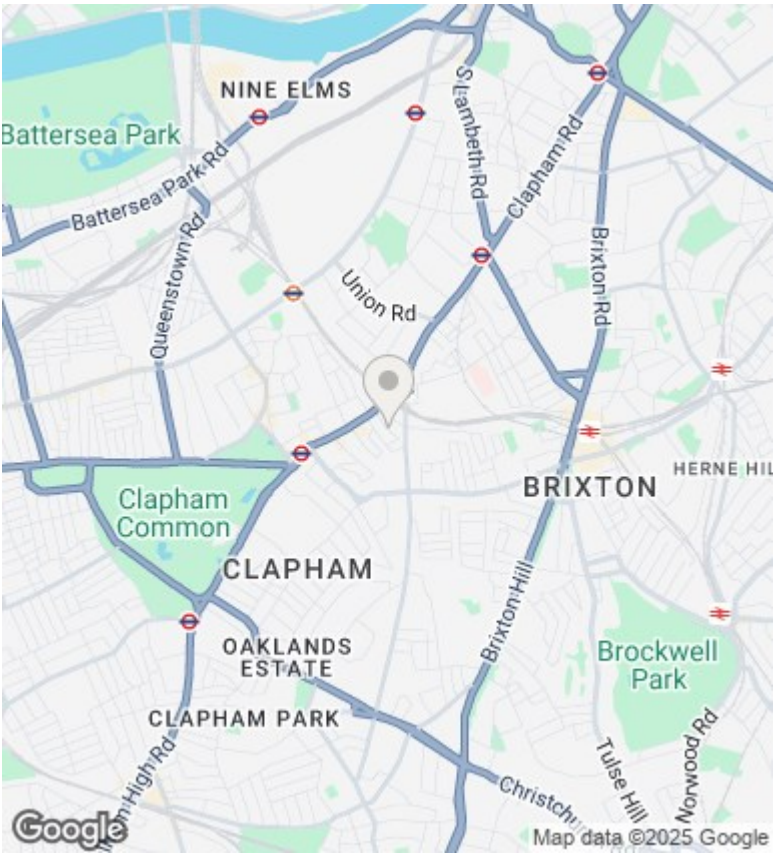 NINE ELMS
Battersea Park
Battersea Park Rd
S Lambeth Rd
Clapham Rd
Queenstown Rd
Union Rd
Brixton Rd
Clapham
Common
BRIXTON
HERNE HIL
CLAPHAM
OAKLANDS
ESTATE
Brixton Hill
Brockwell
Park
CLAPHAM PARK
High Rd
Tulse Hill
Norwood Rd
Christchu
Google
Map data ©2025 Google